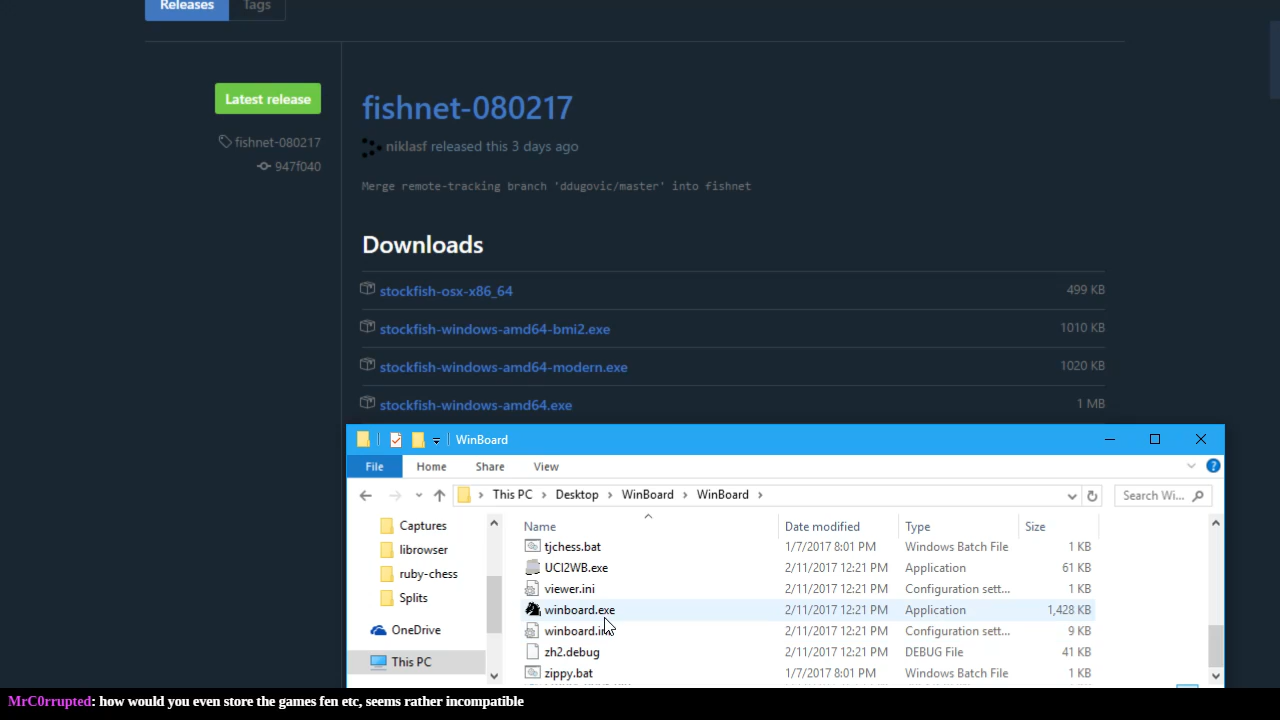 Releases Tags
Latest release
fishnet-080217
fishnet-080217
niklasf released this 3 days ago
947f040
Merge remote-tracking branch 'ddugovic/master' into fishnet
Downloads
stockfish-osx-x86_64 499 KB
stockfish-windows-amd64-bmi2.exe 1010 KB
stockfish-windows-amd64-modern.exe 1020 KB
stockfish-windows-amd64.exe 1 MB
WinBoard
File Home Share View
This PC Desktop WinBoard WinBoard Search Wi...
Captures
librowser
ruby-chess
Splits
OneDrive
This PC
Name Date modified Type Size
tjchess.bat 1/7/2017 8:01 PM Windows Batch File 1 KB
UCI2WB.exe 2/11/2017 12:21 PM Application 61 KB
viewer.ini 2/11/2017 12:21 PM Configuration sett... 1 KB
winboard.exe 2/11/2017 12:21 PM Application 1,428 KB
winboard.ini 2/11/2017 12:21 PM Configuration sett... 9 KB
zh2.debug 2/11/2017 12:21 PM DEBUG File 41 KB
zippy.bat 1/7/2017 8:01 PM Windows Batch File 1 KB
MrC0rrupted: how would you even store the games fen etc, seems rather incompatible